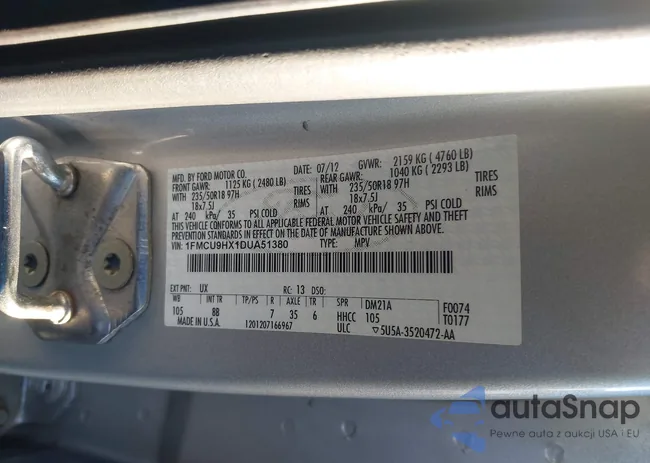 MFD. BY FORD MOTOR CO. 07/12 GVWR: 2159 KG ( 4760 LB)
FRONT GAWR: 1125 KG ( 2480 LB) REAR GAWR: 1040 KG ( 2293 LB)
WITH TIRES WITH TIRES
235/50R18 97H RIMS 235/50R18 97H RIMS
18x7.5J 18x7.5J
AT 240 kPa/ 35 PSI COLD AT 240 kPa/ 35 PSI COLD
THIS VEHICLE CONFORMS TO ALL APPLICABLE FEDERAL MOTOR VEHICLE SAFETY AND THEFT
PREVENTION STANDARDS IN EFFECT ON THE DATE OF MANUFACTURE SHOWN ABOVE.
VIN: 1FMCU9HX1DUA51380 TYPE: MPV
EXT PNT: UX RC: 13 DSO:
WB INT TR TP/PS R AXLE TR SPR DM21A F0074
105 88 7 35 6 HHCC 105 T0177
MADE IN U.S.A. 1201207166967 ULC ▽5U5A-3520472-AA
autaSnap
Pewne auta z aukcji USA i EU